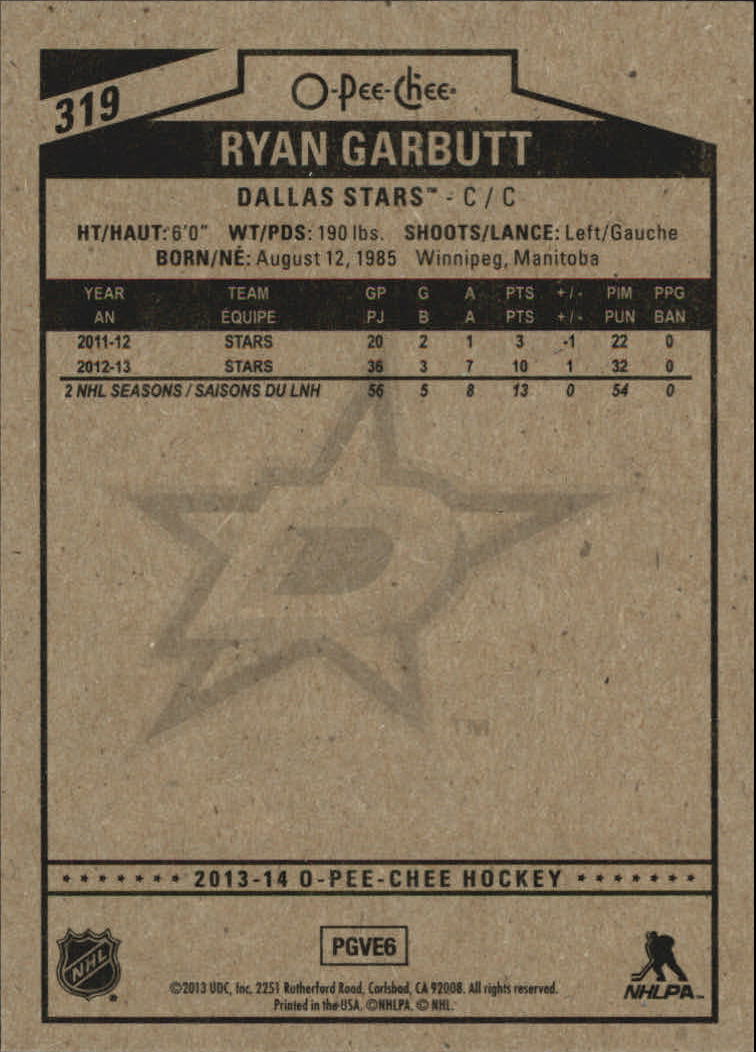 319
O-Pee-Chee®
RYAN GARBUTT
DALLAS STARS™ - C / C
HT/HAUT: 6'0" WT/PDS: 190 lbs. SHOOTS/LANCE: Left/Gauche
BORN/NÉ: August 12, 1985 Winnipeg, Manitoba
YEAR TEAM GP G A PTS +/- PIM PPG
AN ÉQUIPE PJ B A PTS +/- PUN BAN
2011-12 STARS 20 2 1 3 -1 22 0
2012-13 STARS 36 3 7 10 1 32 0
2 NHL SEASONS / SAISONS DU LNH 56 5 8 13 0 54 0
D
TM
2013-14 O-PEE-CHEE HOCKEY
PGVE6
NHL
©2013 UDC, Inc. 2251 Rutherford Road, Carlsbad, CA 92008. All rights reserved.
Printed in the USA. ©NHLPA. © NHL.
NHLPA™